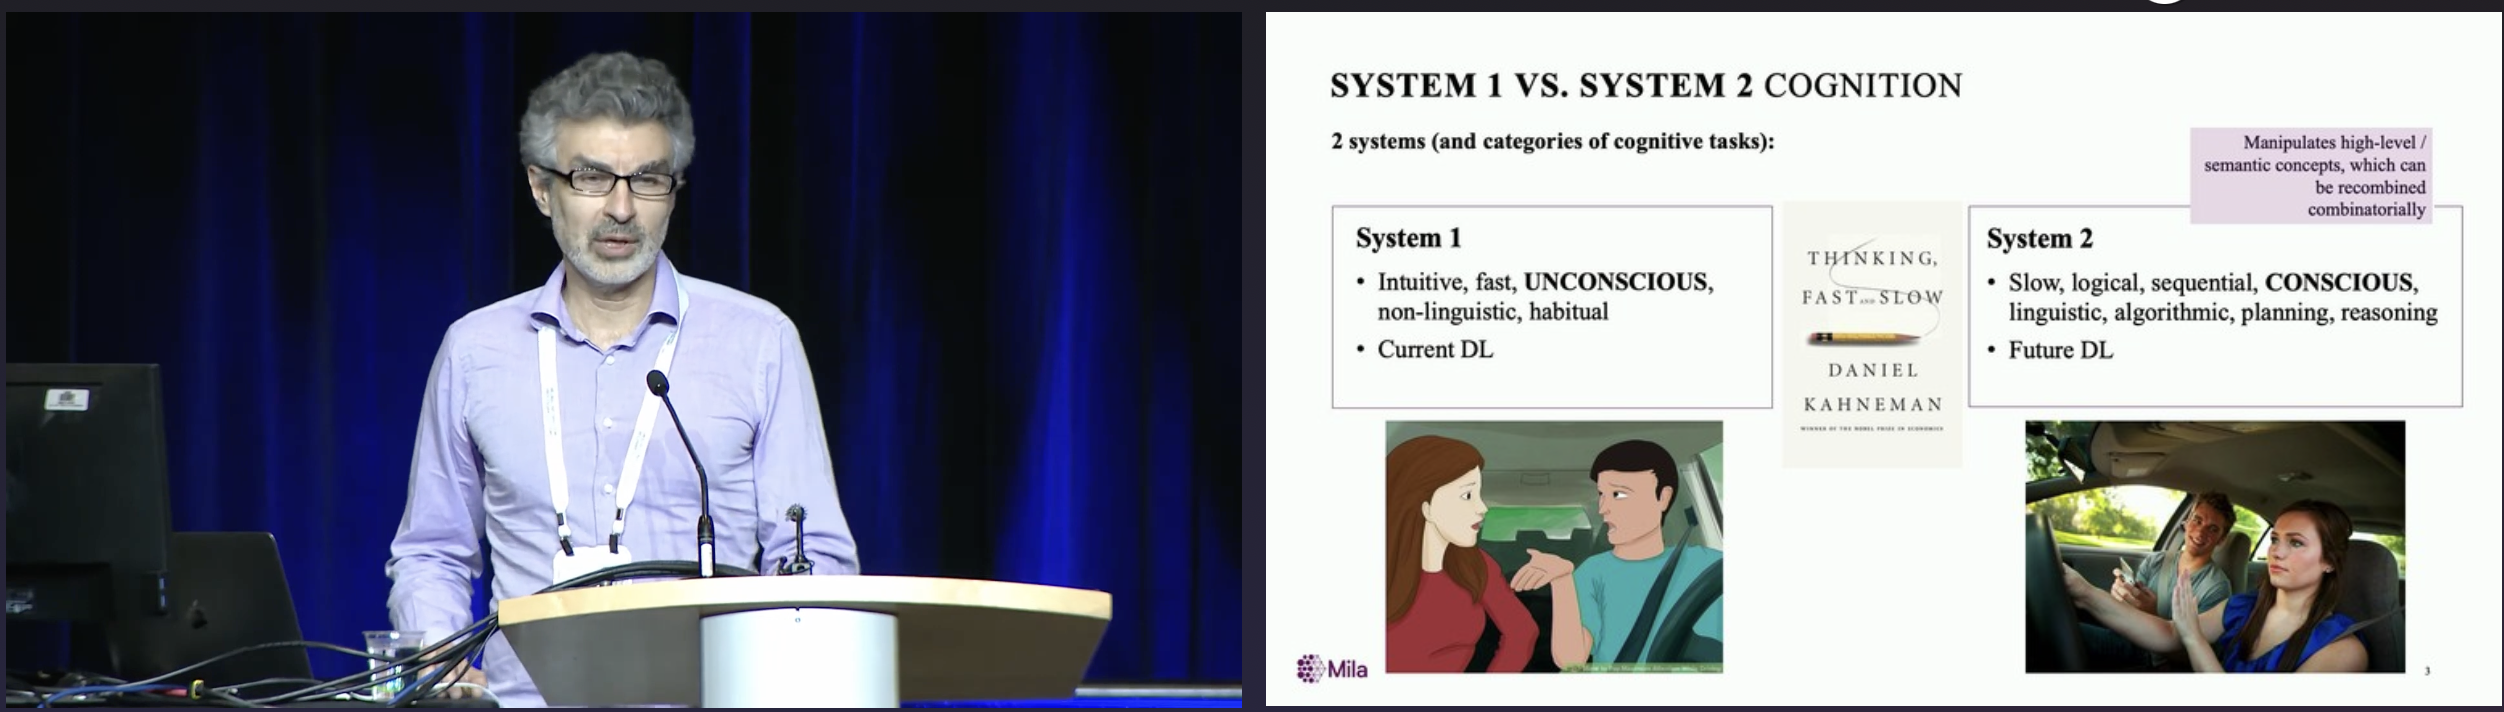 SYSTEM 1 VS. SYSTEM 2 COGNITION
2 systems (and categories of cognitive tasks):
Manipulates high-level /
semantic concepts, which can
be recombined
combinatorially
System 1
• Intuitive, fast, UNCONSCIOUS,
non-linguistic, habitual
• Current DL
THINKING,
FAST AND SLOW
DANIEL
KAHNEMAN
WINNER OF THE NOBEL PRIZE IN ECONOMICS
System 2
• Slow, logical, sequential, CONSCIOUS,
linguistic, algorithmic, planning, reasoning
• Future DL
Mila
3